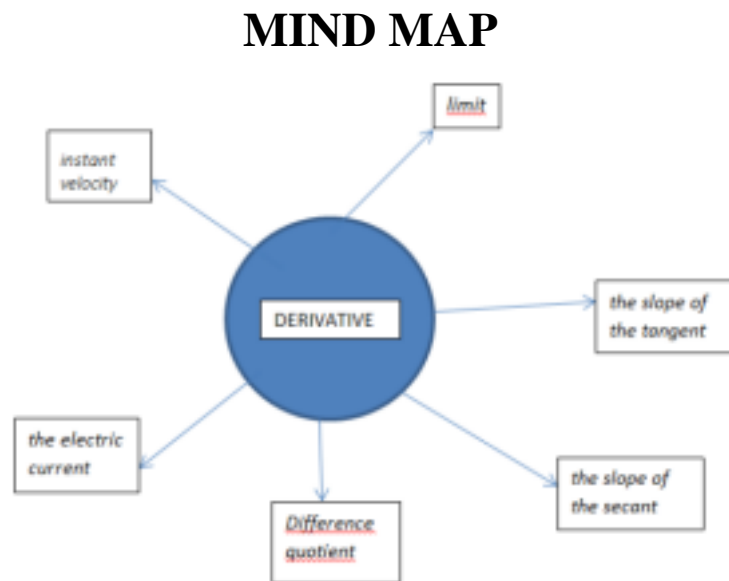 MIND MAP
limit
instant
velocity
DERIVATIVE
the slope of
the tangent
the electric
current
the slope of
the secant
Difference
quotient